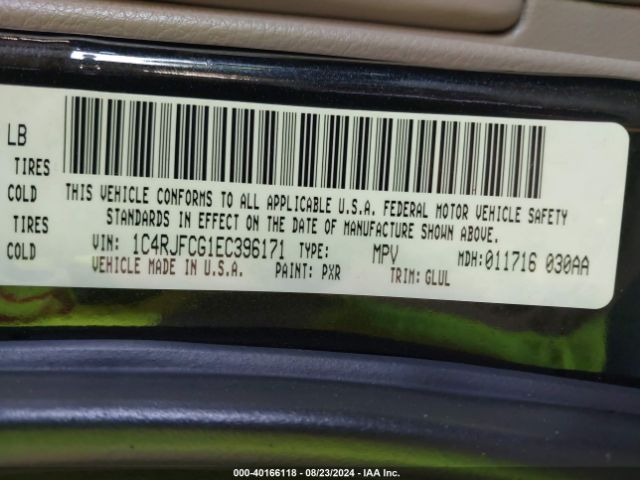 LB
TIRES
COLD
TIRES
COLD
THIS VEHICLE CONFORMS TO ALL APPLICABLE U.S.A. FEDERAL MOTOR VEHICLE SAFETY
STANDARDS IN EFFECT ON THE DATE OF MANUFACTURE SHOWN ABOVE.
VIN: 1C4RJFCG1EC396171 TYPE: MPV MDH:011716 030AA
VEHICLE MADE IN U.S.A. PAINT: PXR TRIM: GLUL
000-40166118 - 08/23/2024 - IAA Inc.